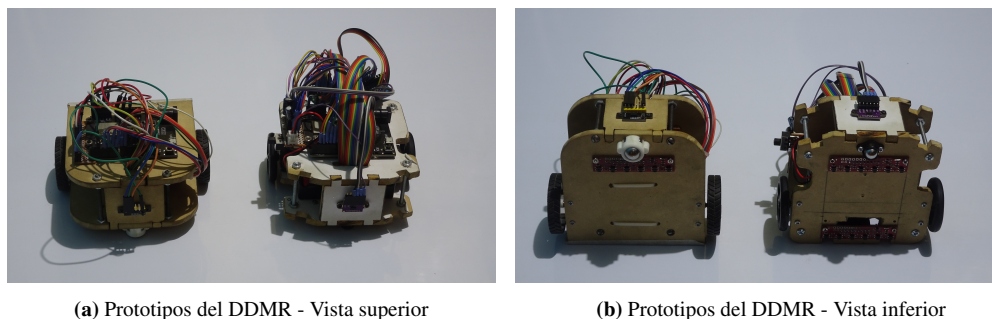 (a) Prototipos del DDMR - Vista superior
(b) Prototipos del DDMR - Vista inferior